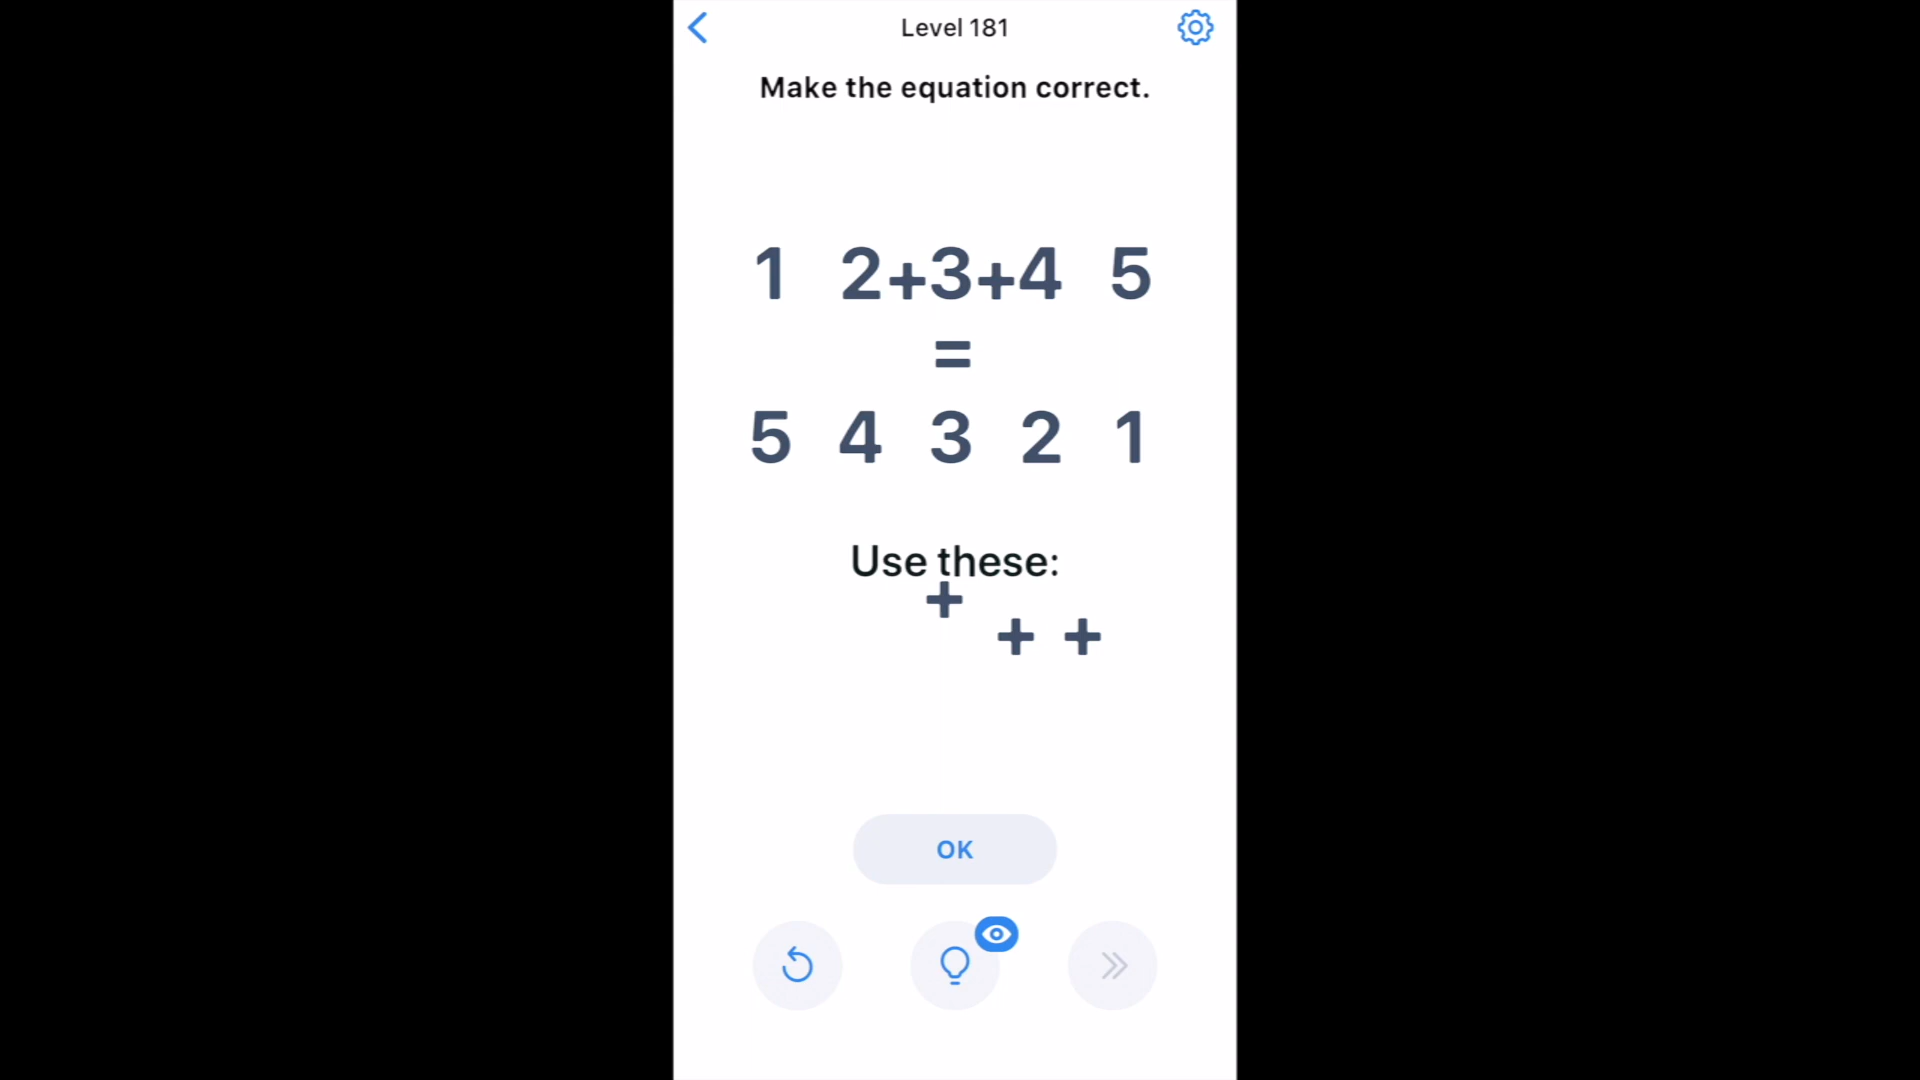 Level 181
Make the equation correct.
1 2+3+4 5
=
5 4 3 2 1
Use these:
+
+ +
OK